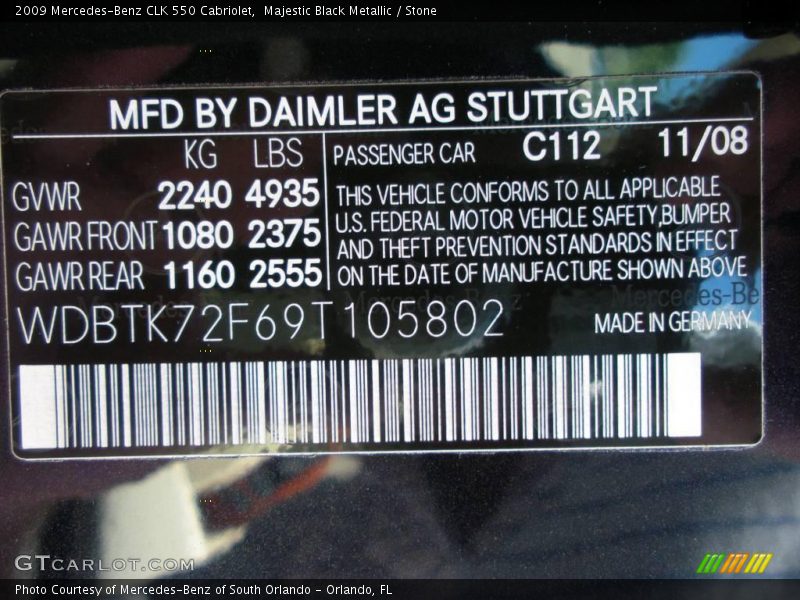 2009 Mercedes-Benz CLK 550 Cabriolet, Majestic Black Metallic / Stone
MFD BY DAIMLER AG STUTTGART
KG LBS
GVWR 2240 4935
GAWR FRONT 1080 2375
GAWR REAR 1160 2555
PASSENGER CAR C112 11/08
THIS VEHICLE CONFORMS TO ALL APPLICABLE
U.S. FEDERAL MOTOR VEHICLE SAFETY,BUMPER
AND THEFT PREVENTION STANDARDS IN EFFECT
ON THE DATE OF MANUFACTURE SHOWN ABOVE
WDBTK72F69T105802
MADE IN GERMANY
GTCARLOT.COM
Photo Courtesy of Mercedes-Benz of South Orlando - Orlando, FL